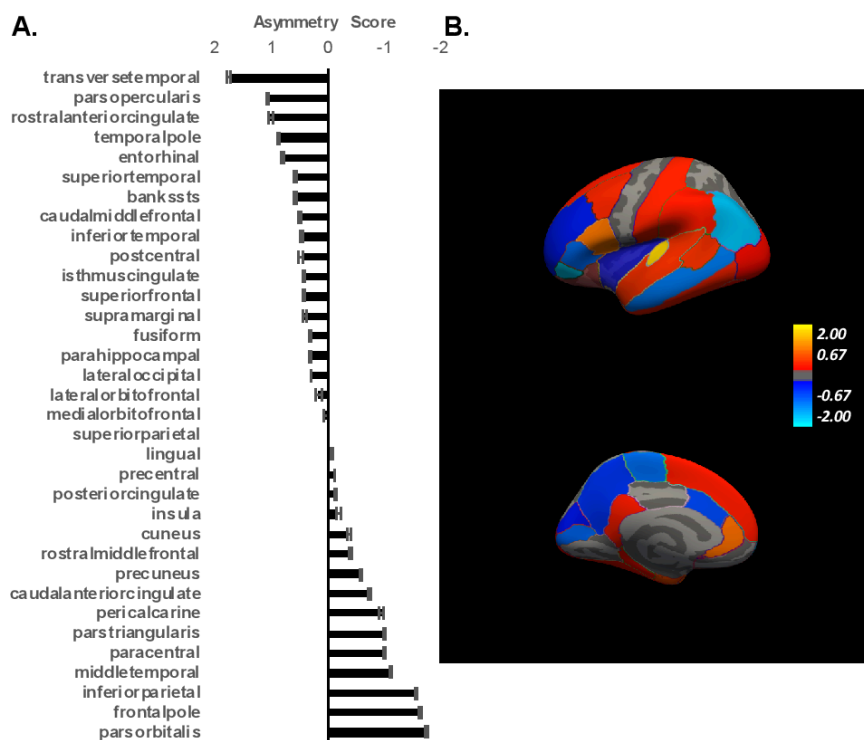 A.
Asymmetry Score
2 1 0 -1 -2
transversetemporal
parsopercularis
rostralanteriorcingulate
temporalpole
entorhinal
superiortemporal
bankssts
caudalmiddlefrontal
inferiortemporal
postcentral
isthmuscingulate
superiorfrontal
supramarginal
fusiform
parahippocampal
lateraloccipital
lateralorbitofrontal
medialorbitofrontal
superiorparietal
lingual
precentral
posteriorcingulate
insula
cuneus
rostralmiddlefrontal
precuneus
caudalanteriorcingulate
pericalcarine
parstriangularis
paracentral
middletemporal
inferiorparietal
frontalpole
parsorbitalis
B.
2.00
0.67
-0.67
-2.00